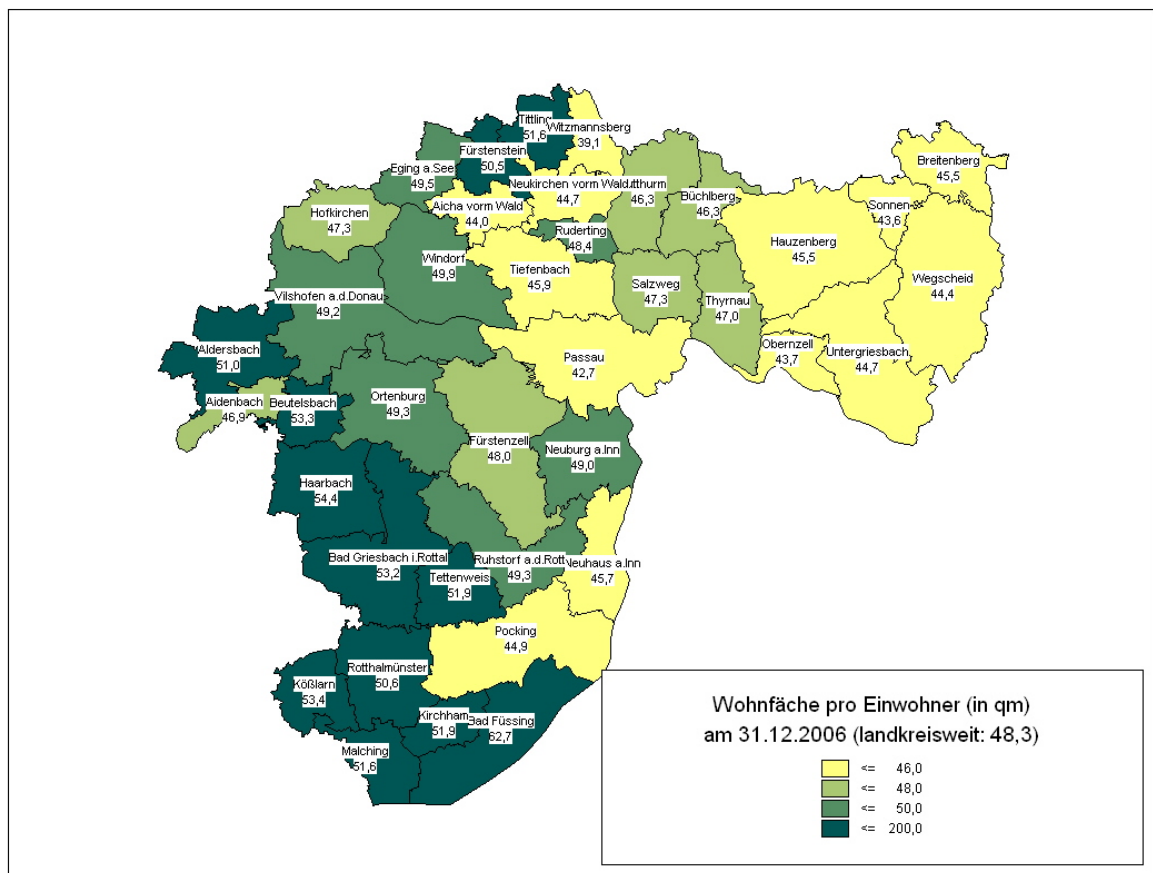 Tittling
51,6
Witzmannsberg
39,1
Fürstenstein
50,5
Eging a.See
49,5
Neukirchen vorm Wald
44,7
utthurm
46,3
Büchlberg
46,3
Breitenberg
45,5
Sonnen
43,6
Aicha vorm Wald
44,0
Hofkirchen
47,3
Ruderting
48,4
Hauzenberg
45,5
Windorf
49,9
Tiefenbach
45,9
Wegscheid
44,4
Salzweg
47,3
Thyrnau
47,0
Vilshofen a.d.Donau
49,2
Obernzell
43,7
Untergriesbach
44,7
Aldersbach
51,0
Passau
42,7
Aidenbach
46,9
Beutelsbach
53,3
Ortenburg
49,3
Fürstenzell
48,0
Neuburg a.Inn
49,0
Haarbach
54,4
Bad Griesbach i.Rottal
53,2
Ruhstorf a.d.Rott
49,3
Neuhaus a.Inn
45,7
Tettenweis
51,9
Pocking
44,9
Rotthalmünster
50,6
Kößlarn
53,4
Kirchham
51,9
Bad Füssing
62,7
Malching
51,6
Wohnfäche pro Einwohner (in qm)
am 31.12.2006 (landkreisweit: 48,3)
<= 46,0
<= 48,0
<= 50,0
<= 200,0